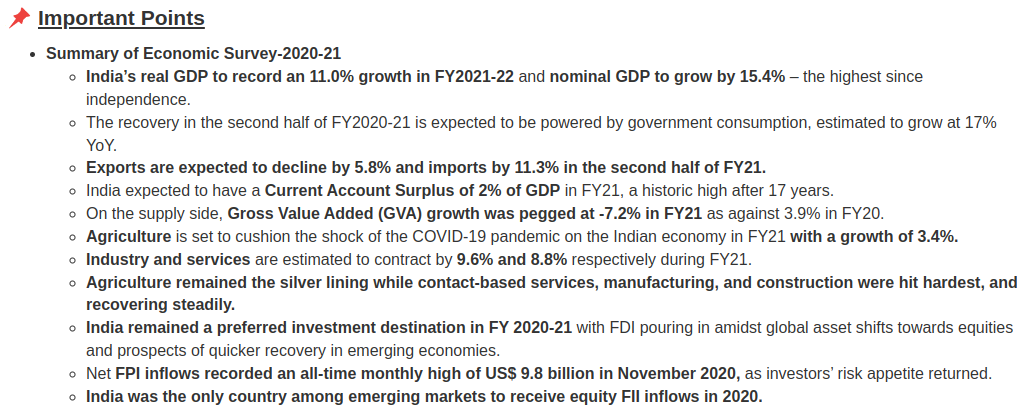 Important Points
Summary of Economic Survey-2020-21
India’s real GDP to record an 11.0% growth in FY2021-22 and nominal GDP to grow by 15.4% – the highest since
independence.
The recovery in the second half of FY2020-21 is expected to be powered by government consumption, estimated to grow at 17%
YoY.
Exports are expected to decline by 5.8% and imports by 11.3% in the second half of FY21.
India expected to have a Current Account Surplus of 2% of GDP in FY21, a historic high after 17 years.
On the supply side, Gross Value Added (GVA) growth was pegged at -7.2% in FY21 as against 3.9% in FY20.
Agriculture is set to cushion the shock of the COVID-19 pandemic on the Indian economy in FY21 with a growth of 3.4%.
Industry and services are estimated to contract by 9.6% and 8.8% respectively during FY21.
Agriculture remained the silver lining while contact-based services, manufacturing, and construction were hit hardest, and
recovering steadily.
India remained a preferred investment destination in FY 2020-21 with FDI pouring in amidst global asset shifts towards equities
and prospects of quicker recovery in emerging economies.
Net FPI inflows recorded an all-time monthly high of US$ 9.8 billion in November 2020, as investors’ risk appetite returned.
India was the only country among emerging markets to receive equity FII inflows in 2020.